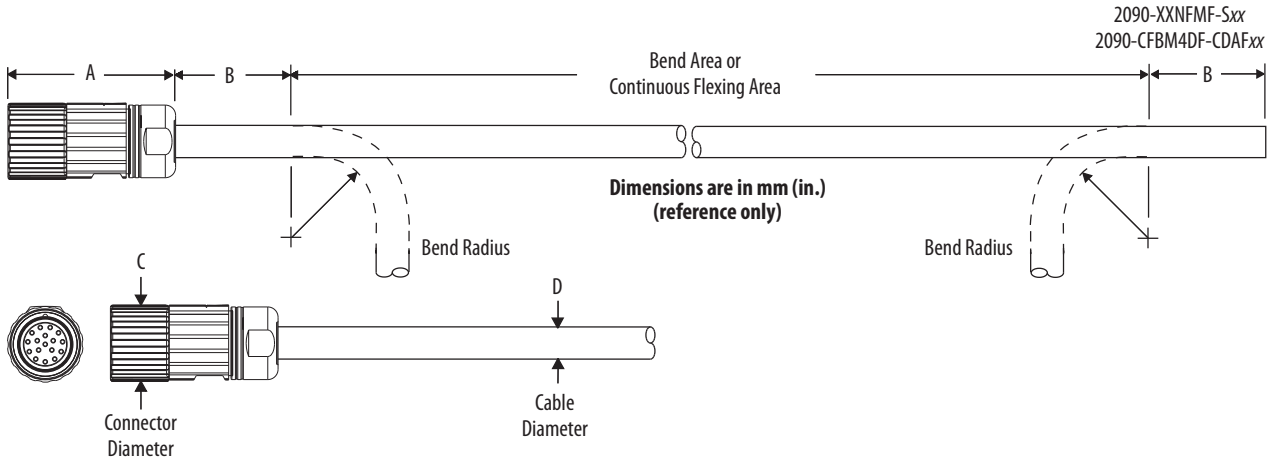 2090-XXNFMF-Sxx
2090-CFBM4DF-CDAFxx
A
B
Bend Area or
Continuous Flexing Area
B
Dimensions are in mm (in.)
(reference only)
Bend Radius
Bend Radius
C
D
Connector
Diameter
Cable
Diameter